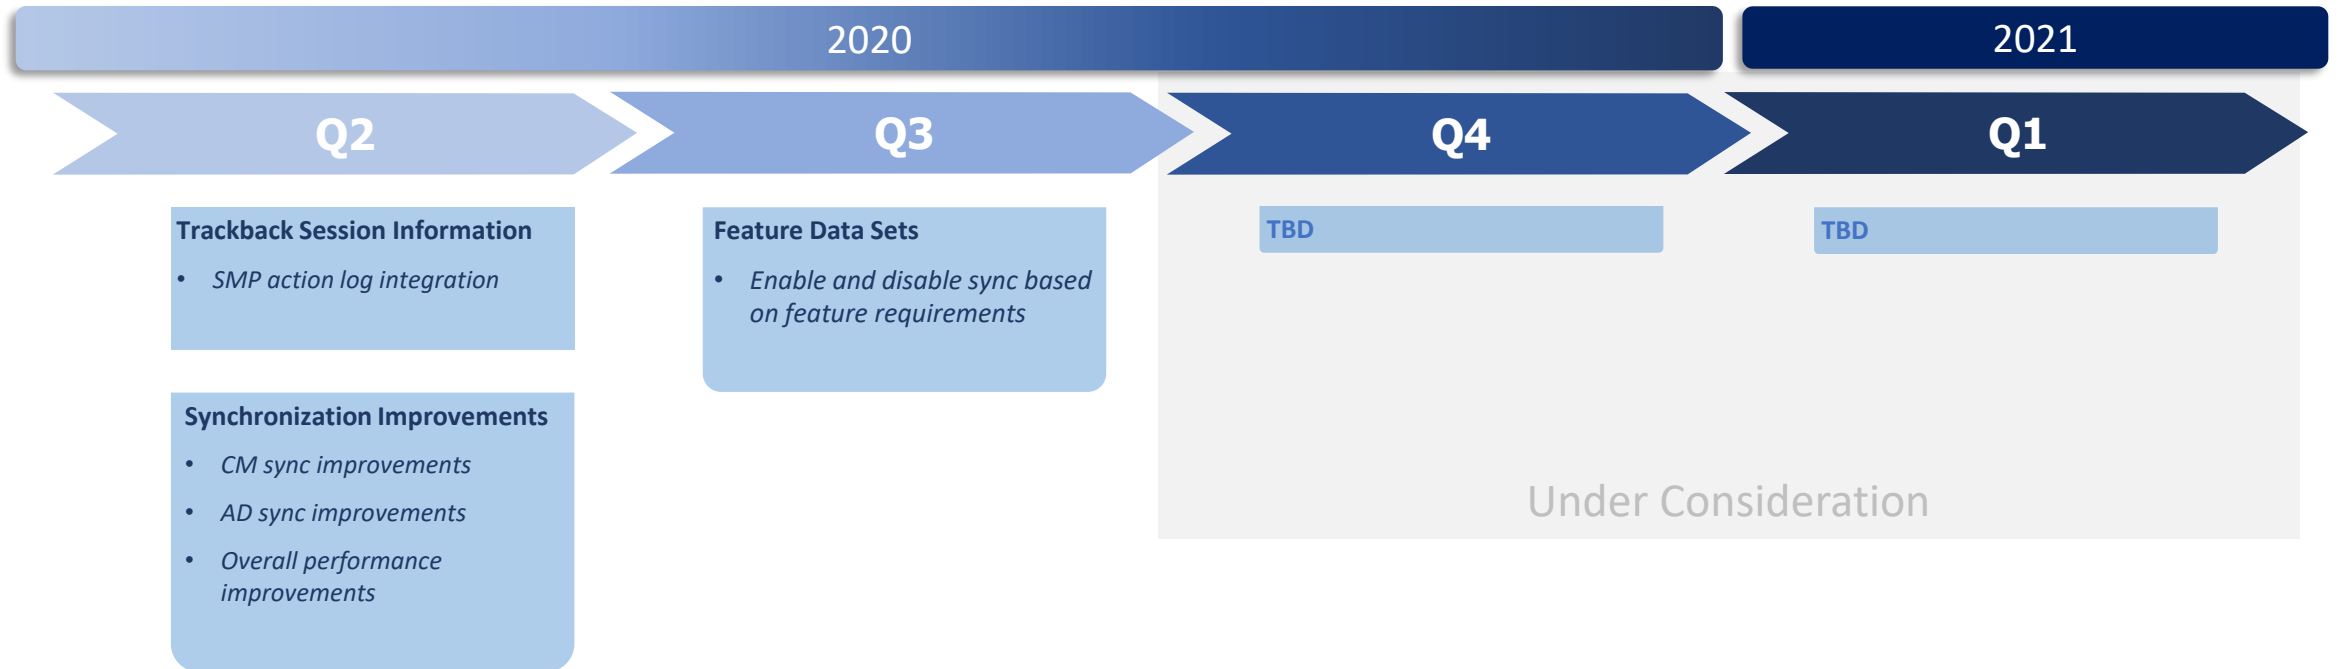 2020
2021
Q2
Q3
Q4
Q1
Trackback Session Information
• SMP action log integration
Synchronization Improvements
• CM sync improvements
• AD sync improvements
• Overall performance
improvements
Feature Data Sets
• Enable and disable sync based
on feature requirements
TBD
TBD
Under Consideration